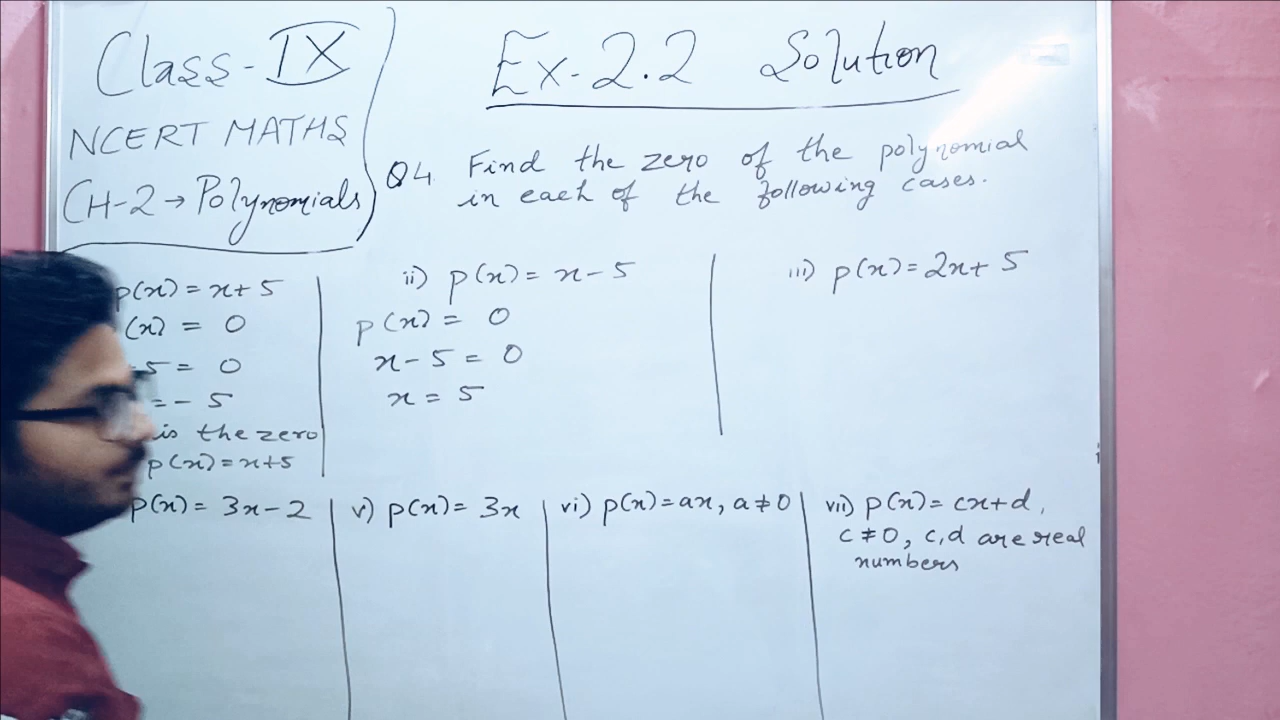 Class-IX
NCERT MATHS
CH-2→Polynomials
Ex-2.2 Solution
Q4 Find the zero of the polynomial
in each of the following cases.
p(x)=x+5
(x) = 0
5= 0
=-5
is the zero
p(x)=x+5
ii) p(x)=x-5
p(x)= 0
x-5=0
x=5
iii) p(x)=2x+5
p(x)= 3x-2
v) p(x)= 3x
vi) p(x)=ax, a≠0
vii) p(x)= cx+d,
c≠0, c,d are real
numbers